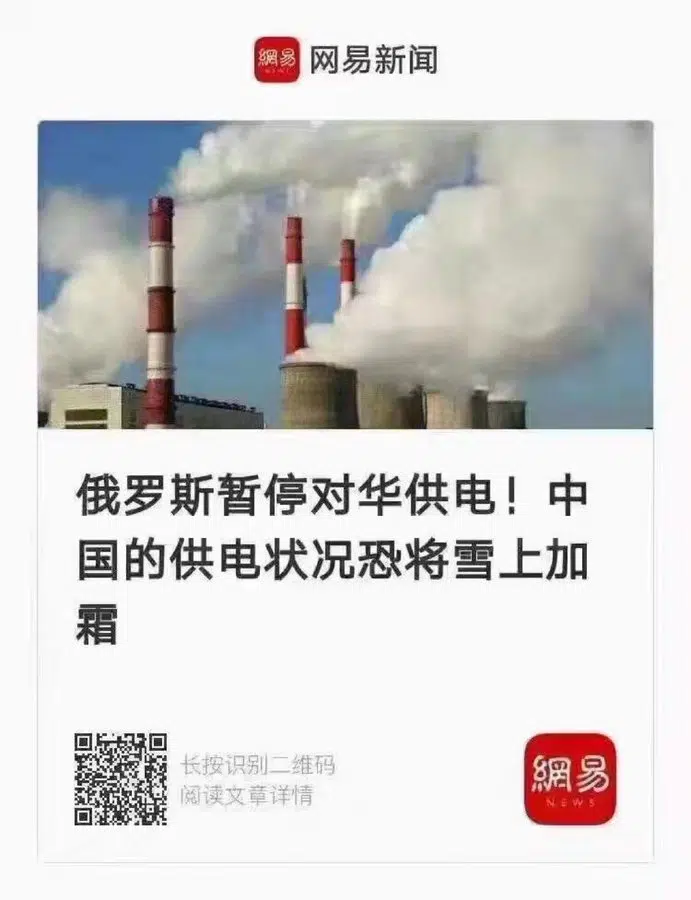 網易
NEWS
网易新闻
俄罗斯暂停对华供电！中
国的供电状况恐将雪上加
霜
长按识别二维码
阅读文章详情
網易
NEWS